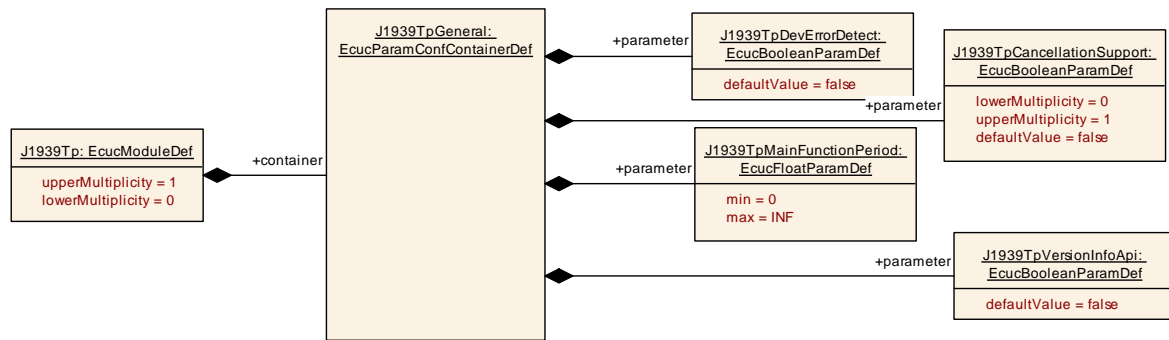 J1939Tp: EcucModuleDef
upperMultiplicity = 1
lowerMultiplicity = 0
+container
J1939TpGeneral:
EcucParamConfContainerDef
+parameter
J1939TpDevErrorDetect:
EcucBooleanParamDef
defaultValue = false
+parameter
J1939TpCancellationSupport:
EcucBooleanParamDef
lowerMultiplicity = 0
upperMultiplicity = 1
defaultValue = false
+parameter
J1939TpMainFunctionPeriod:
EcucFloatParamDef
min = 0
max = INF
+parameter
J1939TpVersionInfoApi:
EcucBooleanParamDef
defaultValue = false